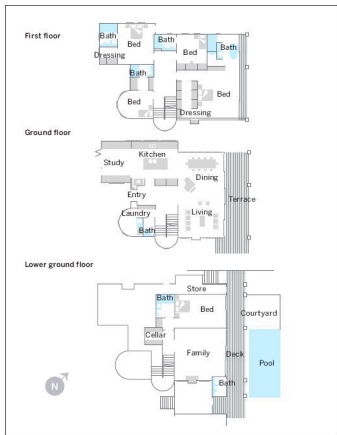 First floor
Bath
Bed
Bath
Bed
Bath
Dressing
Bath
Bed
Bed
Dressing
Ground floor
Kitchen
Study
Dining
Entry
Terrace
Laundry
Living
Bath
Lower ground floor
Store
Bath
Bed
Courtyard
Cellar
Family
Deck
Pool
Bath
N